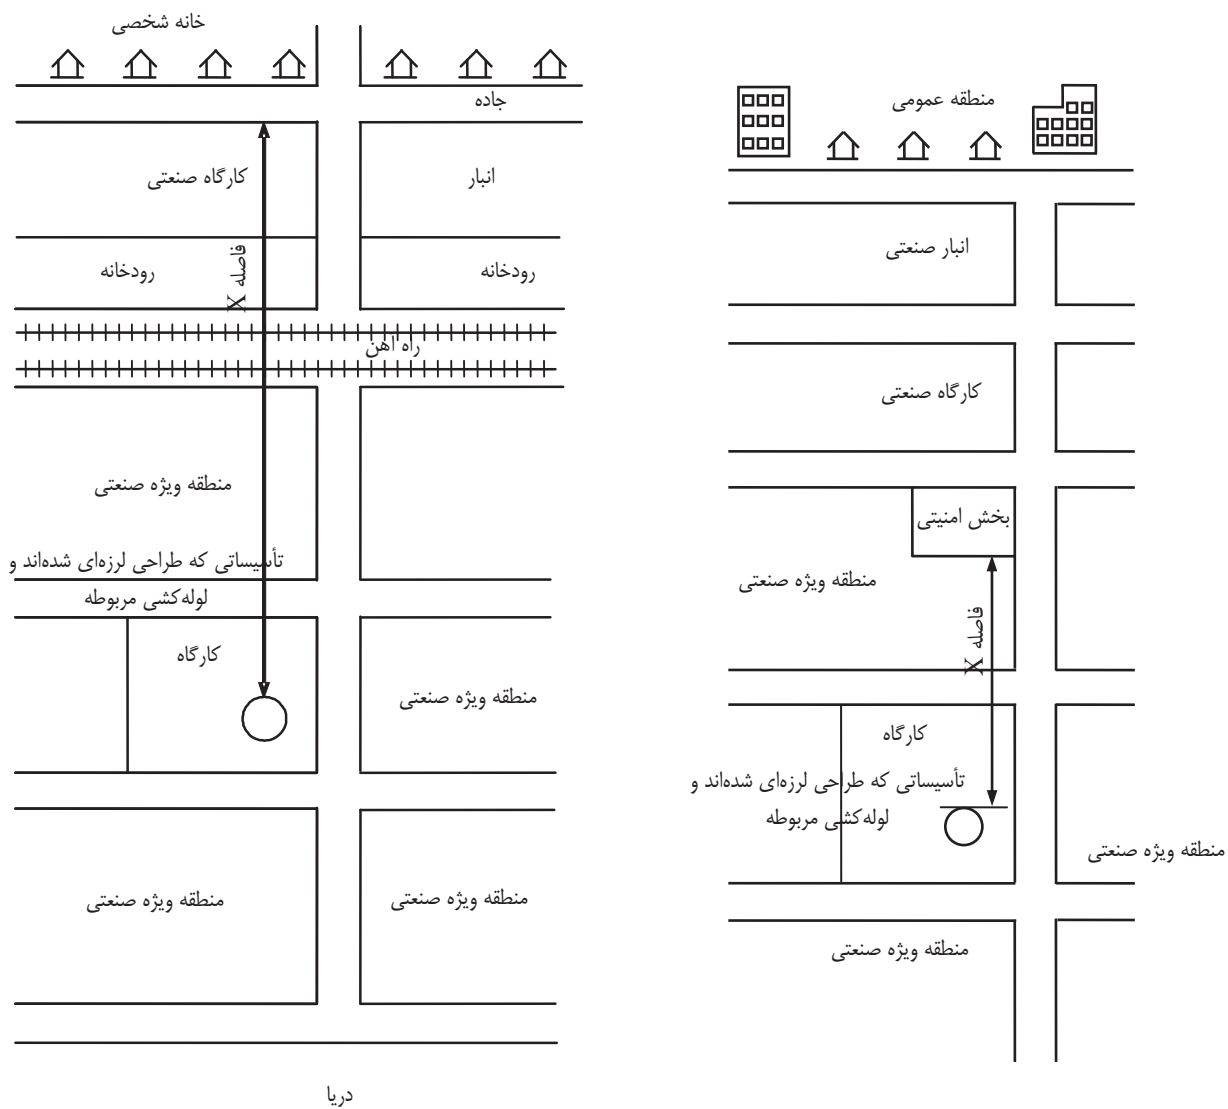 خانه شخصی
جاده
کارگاه صنعتی
انبار
رودخانه
رودخانه
فاصله X
راه آهن
منطقه ویژه صنعتی
تأسیساتی که طراحی لرزه‌ای شده‌اند و
لوله‌کشی مربوطه
کارگاه
منطقه ویژه صنعتی
منطقه ویژه صنعتی
منطقه ویژه صنعتی
دریا
منطقه عمومی
انبار صنعتی
کارگاه صنعتی
بخش امنیتی
منطقه ویژه صنعتی
فاصله X
کارگاه
تأسیساتی که طراحی لرزه‌ای شده‌اند و
لوله‌کشی مربوطه
منطقه ویژه صنعتی
منطقه ویژه صنعتی